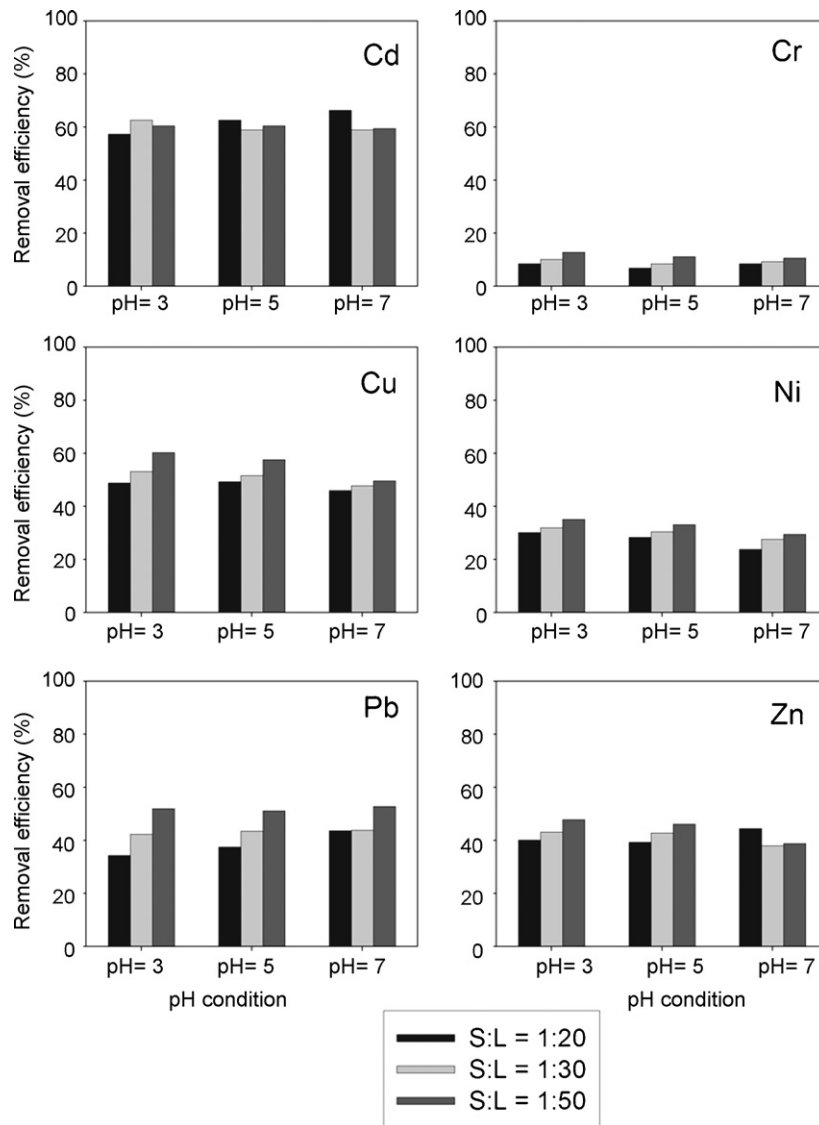 Removal efficiency (%)
100
80
60
40
20
0
Cd
pH= 3
pH= 5
pH= 7
100
80
60
40
20
0
Cr
pH= 3
pH= 5
pH= 7
Removal efficiency (%)
100
80
60
40
20
0
Cu
pH= 3
pH= 5
pH= 7
100
80
60
40
20
0
Ni
pH= 3
pH= 5
pH= 7
Removal efficiency (%)
100
80
60
40
20
0
Pb
pH= 3
pH= 5
pH= 7
pH condition
100
80
60
40
20
0
Zn
pH= 3
pH= 5
pH= 7
pH condition
S:L = 1:20
S:L = 1:30
S:L = 1:50